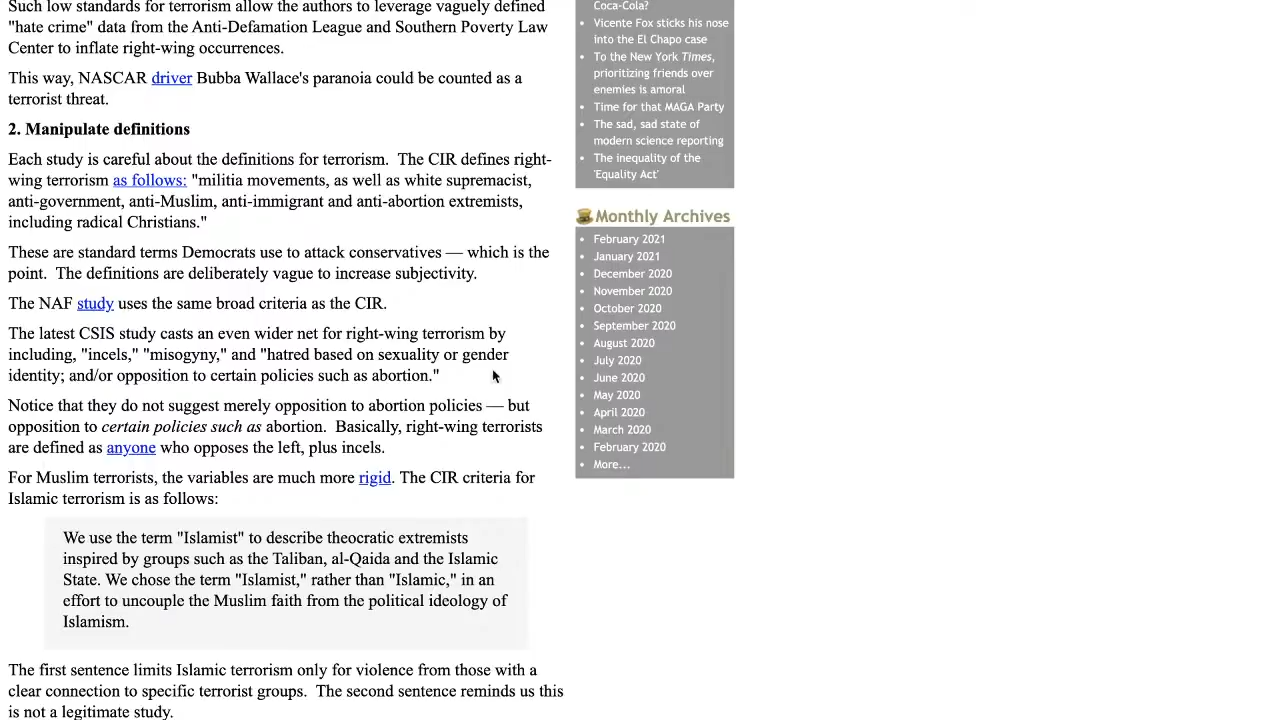 Such low standards for terrorism allow the authors to leverage vaguely defined
"hate crime" data from the Anti-Defamation League and Southern Poverty Law
Center to inflate right-wing occurrences.
This way, NASCAR driver Bubba Wallace's paranoia could be counted as a
terrorist threat.
2. Manipulate definitions
Each study is careful about the definitions for terrorism. The CIR defines right-
wing terrorism as follows: "militia movements, as well as white supremacist,
anti-government, anti-Muslim, anti-immigrant and anti-abortion extremists,
including radical Christians."
These are standard terms Democrats use to attack conservatives — which is the
point. The definitions are deliberately vague to increase subjectivity.
The NAF study uses the same broad criteria as the CIR.
The latest CSIS study casts an even wider net for right-wing terrorism by
including, "incels," "misogyny," and "hatred based on sexuality or gender
identity; and/or opposition to certain policies such as abortion."
Notice that they do not suggest merely opposition to abortion policies — but
opposition to certain policies such as abortion. Basically, right-wing terrorists
are defined as anyone who opposes the left, plus incels.
For Muslim terrorists, the variables are much more rigid. The CIR criteria for
Islamic terrorism is as follows:
We use the term "Islamist" to describe theocratic extremists
inspired by groups such as the Taliban, al-Qaida and the Islamic
State. We chose the term "Islamist," rather than "Islamic," in an
effort to uncouple the Muslim faith from the political ideology of
Islamism.
The first sentence limits Islamic terrorism only for violence from those with a
clear connection to specific terrorist groups. The second sentence reminds us this
is not a legitimate study.
Coca-Cola?
Vicente Fox sticks his nose
into the El Chapo case
To the New York Times,
prioritizing friends over
enemies is amoral
Time for that MAGA Party
The sad, sad state of
modern science reporting
The inequality of the
'Equality Act'
Monthly Archives
February 2021
January 2021
December 2020
November 2020
October 2020
September 2020
August 2020
July 2020
June 2020
May 2020
April 2020
March 2020
February 2020
More...